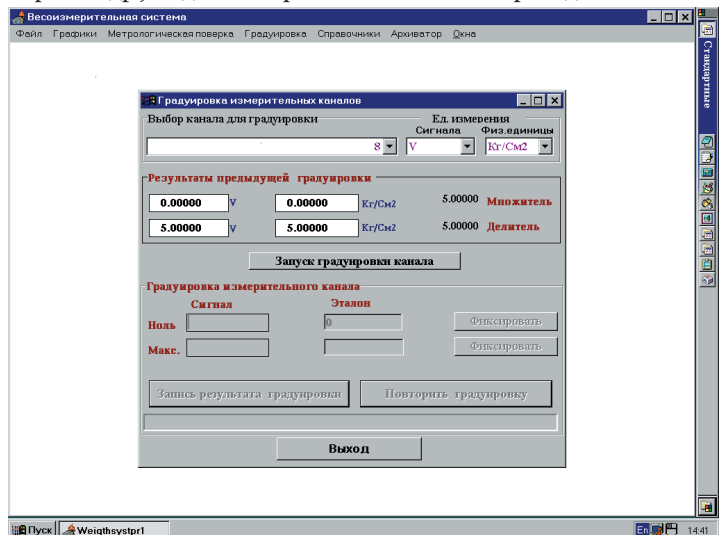 Весоизмерительная система
Файл Графики Метрологическая поверка Градуировка Справочники Архиватор Окна
Стандартные
Градуировка измерительных каналов
Выбор канала для градуировки Ед. измерения
Сигнала Физ.единицы
8 V Кг/См2
Результаты предыдущей градуировки
0.00000 V 0.00000 Кг/См2 5.00000 Множитель
5.00000 V 5.00000 Кг/См2 5.00000 Делитель
Запуск градуировки канала
Градуировка измерительного канала
Сигнал Эталон
Ноль 0 Фиксировать
Макс. Фиксировать
Запись результата градуировки Повторить градуировку
Выход
Пуск Weigthsystpr1 En 14:41